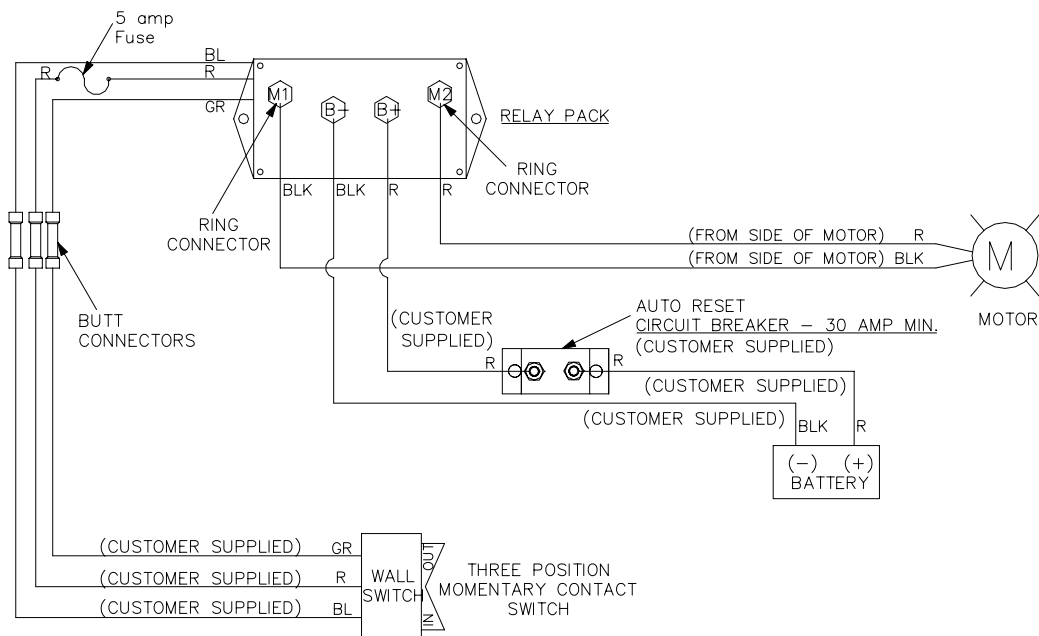 5 amp
Fuse
BL
R
R
GR
M1
B-
B+
M2
RELAY PACK
BLK
BLK
R
R
RING
CONNECTOR
RING
CONNECTOR
(FROM SIDE OF MOTOR) R
(FROM SIDE OF MOTOR) BLK
M
MOTOR
BUTT
CONNECTORS
(CUSTOMER
SUPPLIED)
AUTO RESET
CIRCUIT BREAKER - 30 AMP MIN.
(CUSTOMER SUPPLIED)
R
R
(CUSTOMER SUPPLIED)
(CUSTOMER SUPPLIED)
BLK
R
(-) (+)
BATTERY
(CUSTOMER SUPPLIED) GR
(CUSTOMER SUPPLIED) R
(CUSTOMER SUPPLIED) BL
WALL
SWITCH
OUT
IN
THREE POSITION
MOMENTARY CONTACT
SWITCH